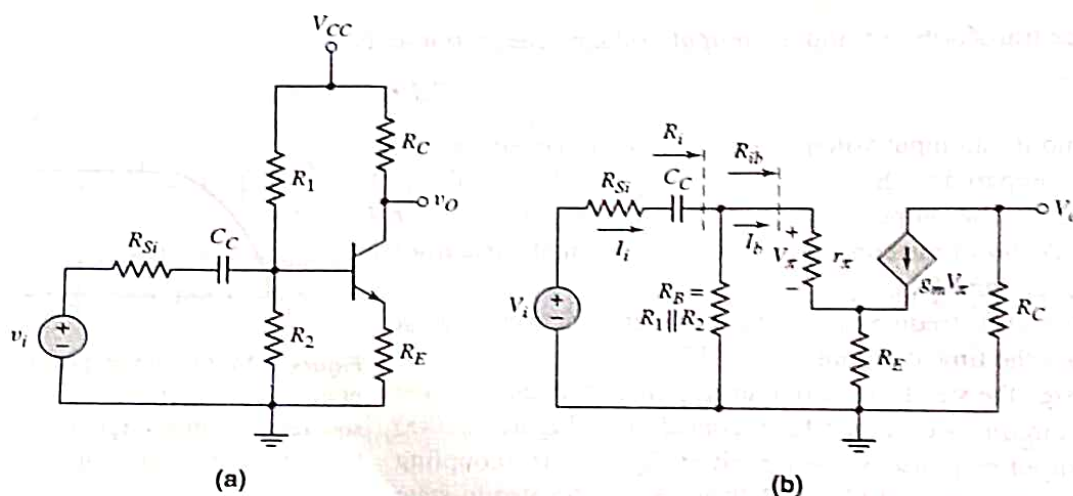 V_CC
R_C
R_1
v_O
R_Si
C_C
v_i
+
−
R_2
R_E
(a)
R_i
R_ib
R_Si
C_C
I_i
I_b
V_o
+
V_π
−
r_π
g_m V_π
V_i
+
−
R_B =
R_1 || R_2
R_C
R_E
(b)